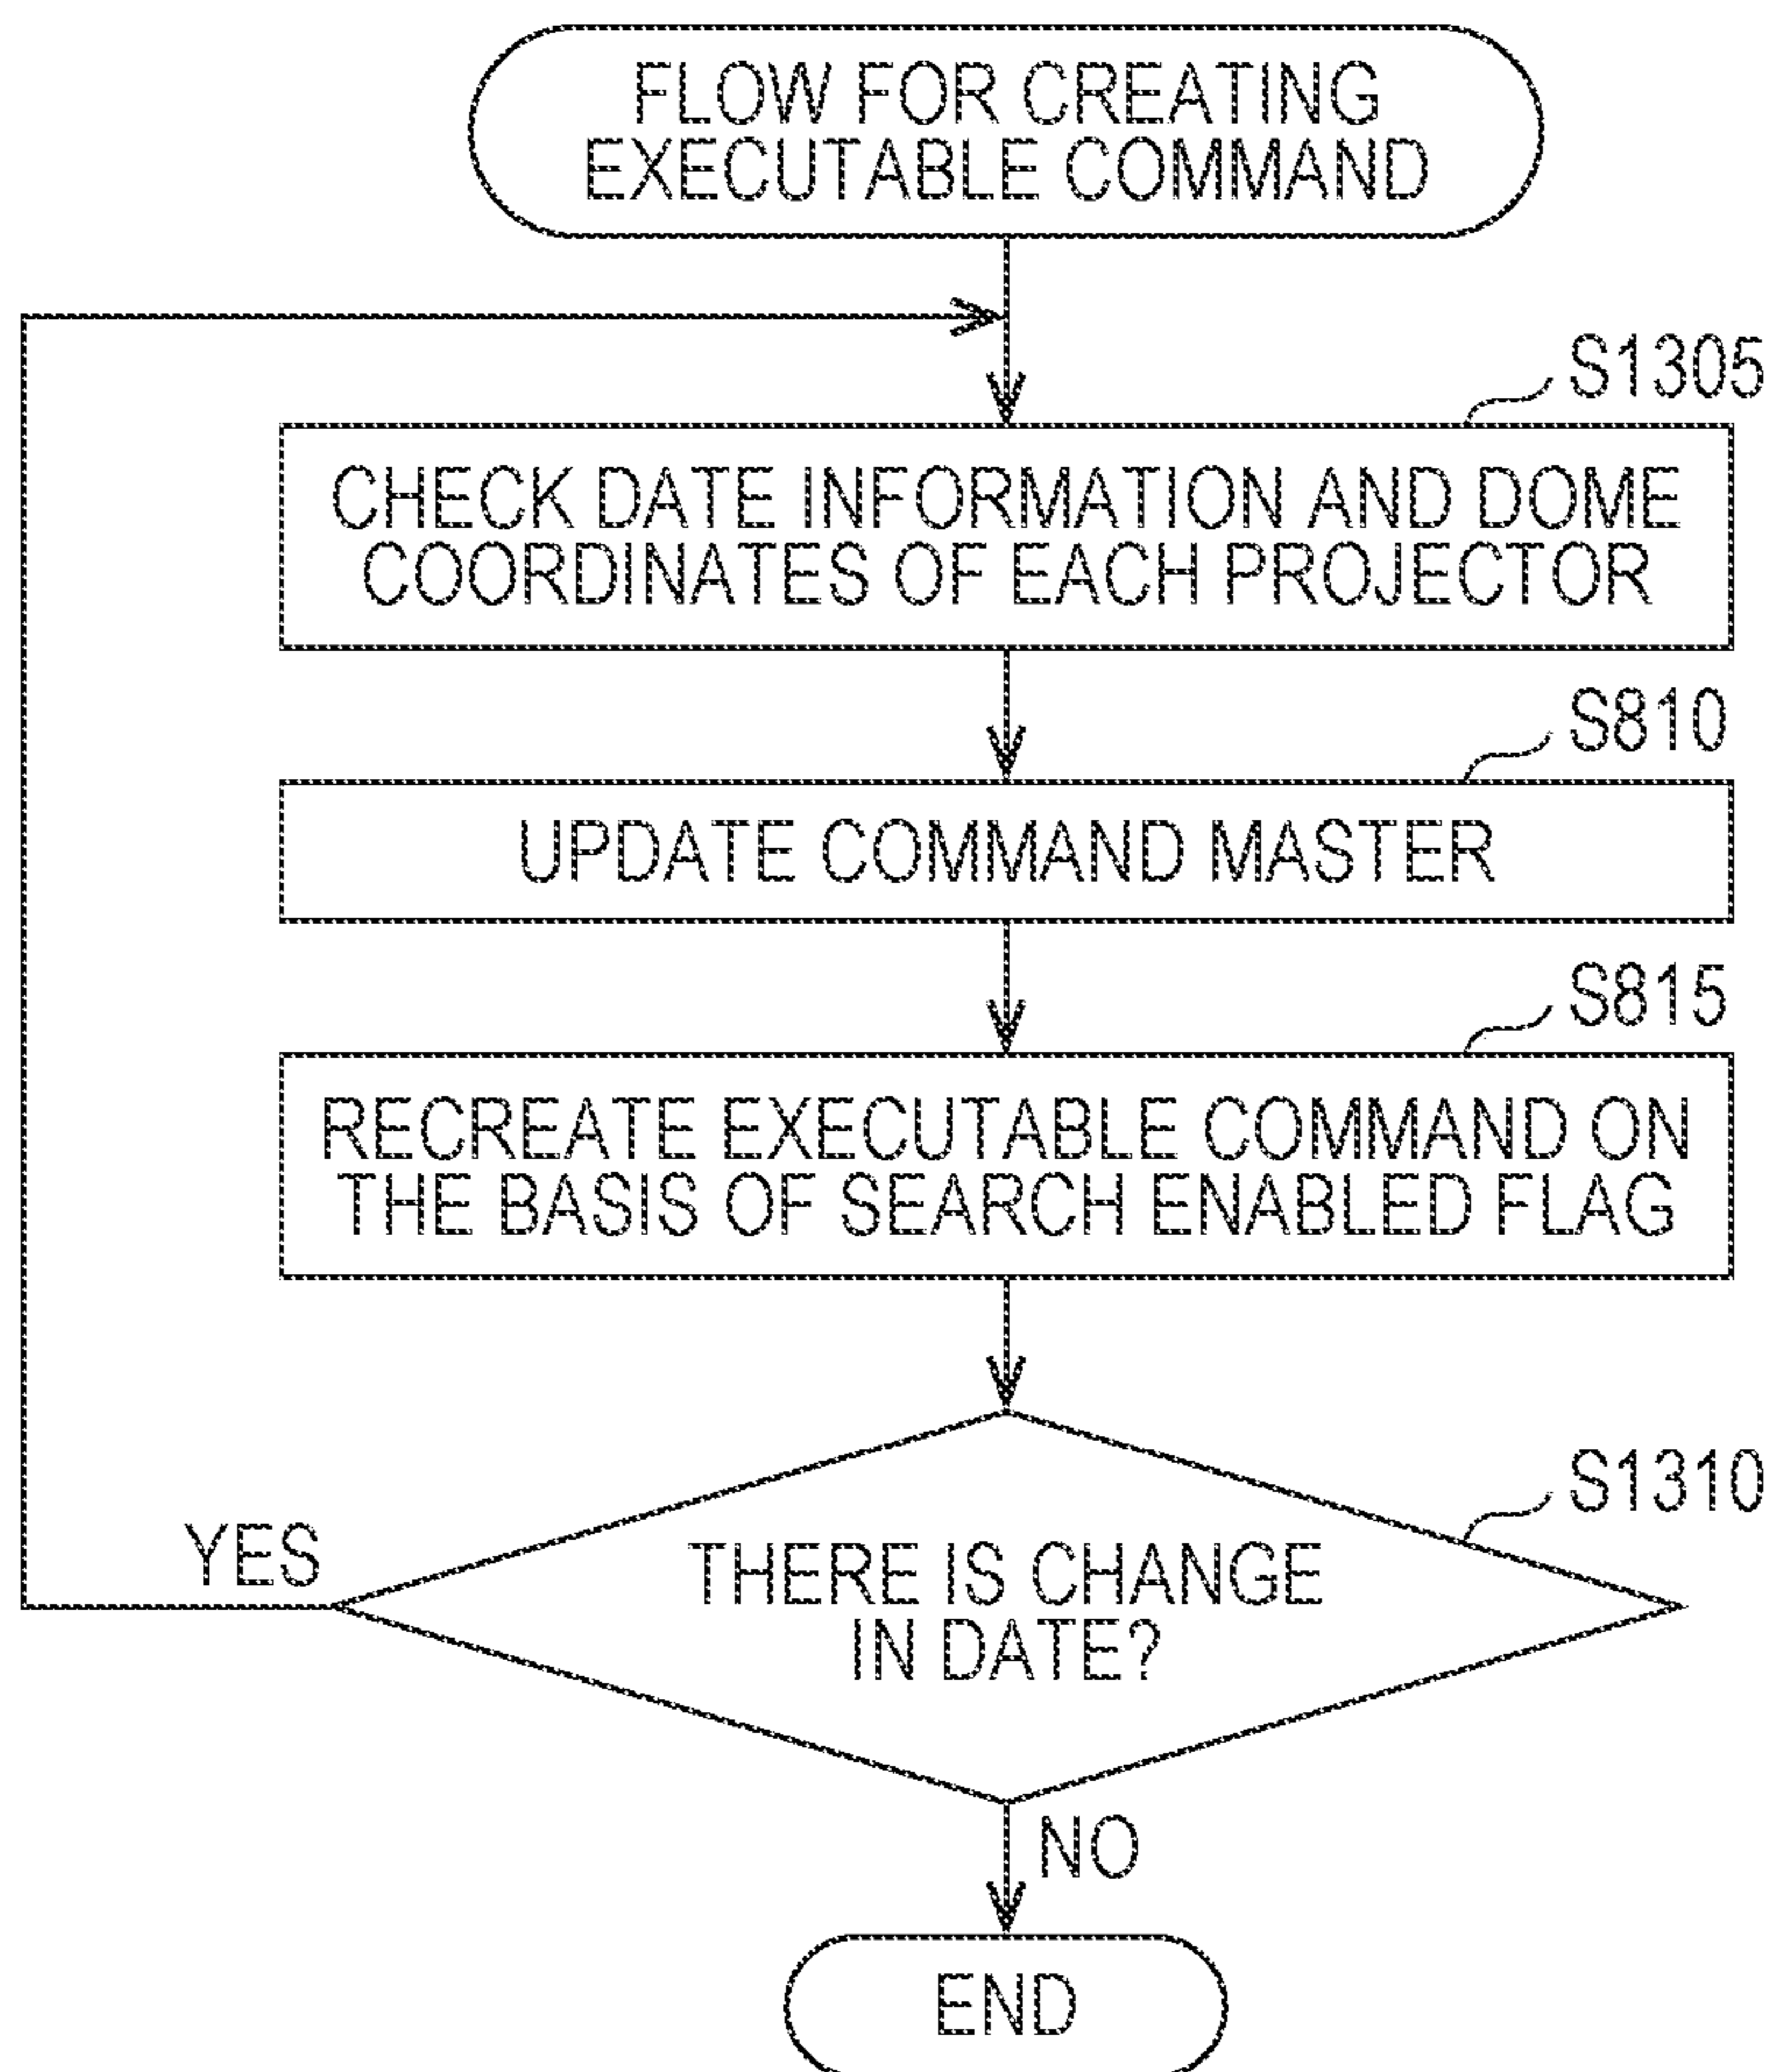 FLOW FOR CREATING
EXECUTABLE COMMAND
S1305
CHECK DATE INFORMATION AND DOME
COORDINATES OF EACH PROJECTOR
S810
UPDATE COMMAND MASTER
S815
RECREATE EXECUTABLE COMMAND ON
THE BASIS OF SEARCH ENABLED FLAG
S1310
YES
THERE IS CHANGE
IN DATE?
NO
END